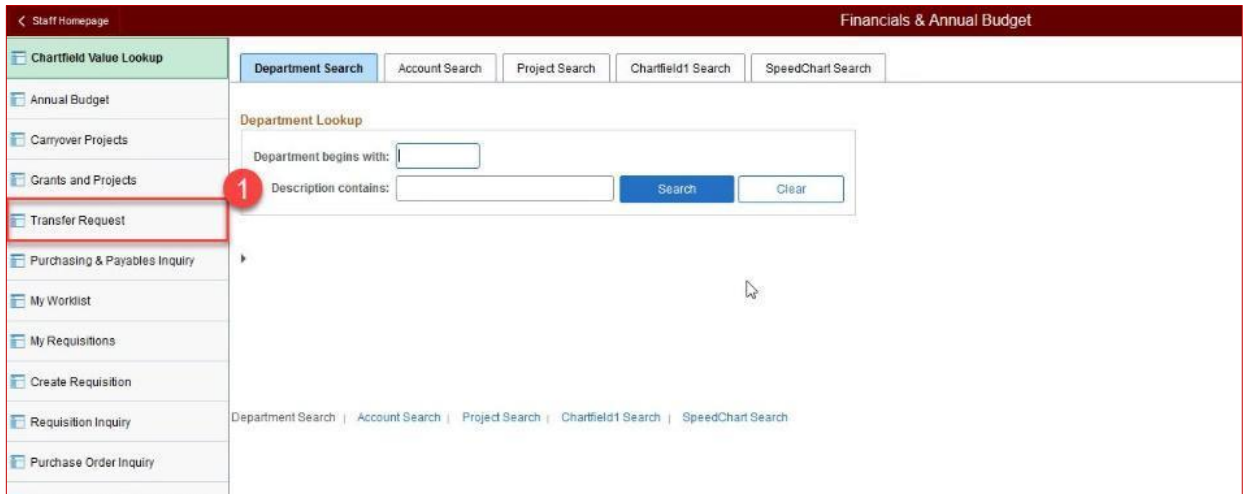 Staff Homepage
Financials & Annual Budget
Chartfield Value Lookup
Annual Budget
Carryover Projects
Grants and Projects
Transfer Request
Purchasing & Payables Inquiry
My Worklist
My Requisitions
Create Requisition
Requisition Inquiry
Purchase Order Inquiry
1
Department Search
Account Search
Project Search
Chartfield1 Search
SpeedChart Search
Department Lookup
Department begins with:
Description contains:
Search
Clear
Department Search | Account Search | Project Search | Chartfield1 Search | SpeedChart Search